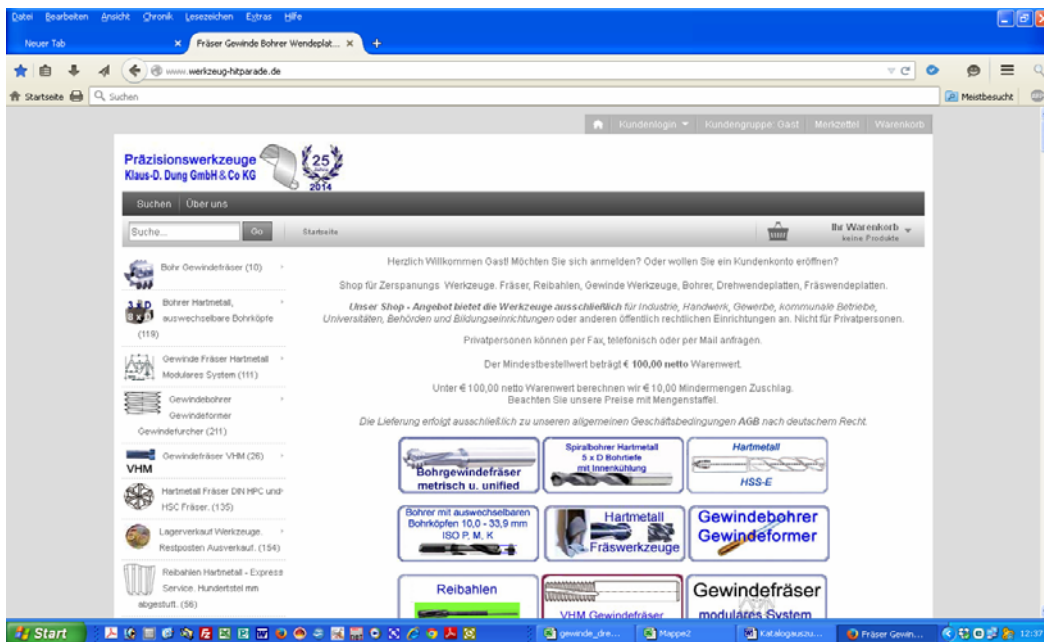 Datei Bearbeiten Ansicht Chronik Lesezeichen Extras Hilfe
Neuer Tab
Fräser Gewinde Bohrer Wendeplat...
www.werkzeug-hitparade.de
Startseite
Suchen
Meistbesucht
Kundenlogin
Kundengruppe: Gast
Merkzettel
Warenkorb
Präzisionswerkzeuge
Klaus-D. Dung GmbH & Co KG
25
2014
Suchen
Über uns
Suche...
Go
Startseite
Ihr Warenkorb
keine Produkte
Bohr Gewindefräser (10)
Bohrer Hartmetall,
auswechselbare Bohrköpfe
(119)
Gewinde Fräser Hartmetall
Modulares System (111)
Gewindebohrer
Gewindeformer
Gewindefurcher (211)
VHM
Gewindefräser VHM (26)
Hartmetall Fräser DIN HPC und
HSC Fräser. (135)
Lagerverkauf Werkzeuge.
Restposten Ausverkauf. (154)
Reibahlen Hartmetall - Express
Service. Hundertstel mm
abgestuft. (56)
Herzlich Willkommen Gast! Möchten Sie sich anmelden? Oder wollen Sie ein Kundenkonto eröffnen?
Shop für Zerspanungs Werkzeuge. Fräser, Reibahlen, Gewinde Werkzeuge, Bohrer, Drehwendeplatten, Fräswendeplatten.
Unser Shop - Angebot bietet die Werkzeuge ausschließlich für Industrie, Handwerk, Gewerbe, kommunale Betriebe,
Universitäten, Behörden und Bildungseinrichtungen oder anderen öffentlich rechtlichen Einrichtungen an. Nicht für Privatpersonen.
Privatpersonen können per Fax, telefonisch oder per Mail anfragen.
Der Mindestbestellwert beträgt € 100,00 netto Warenwert.
Unter € 100,00 netto Warenwert berechnen wir € 10,00 Mindermengen Zuschlag.
Beachten Sie unsere Preise mit Mengenstaffel.
Die Lieferung erfolgt ausschließlich zu unseren allgemeinen Geschäftsbedingungen AGB nach deutschem Recht.
Bohrgewindefräser
metrisch u. unified
Spiralbohrer Hartmetall
5 x D Bohrtiefe
mit Innenkühlung
Hartmetall
HSS-E
Bohrer mit auswechselbaren
Bohrköpfen 10,0 - 33,9 mm
ISO P, M, K
Hartmetall
Fräswerkzeuge
Gewindebohrer
Gewindeformer
Reibahlen
VHM Gewindefräser
Gewindefräser
modulares System
Start
gewinde_dre...
Mappe2
Katalogauszu...
Fräser Gewin...
12:37